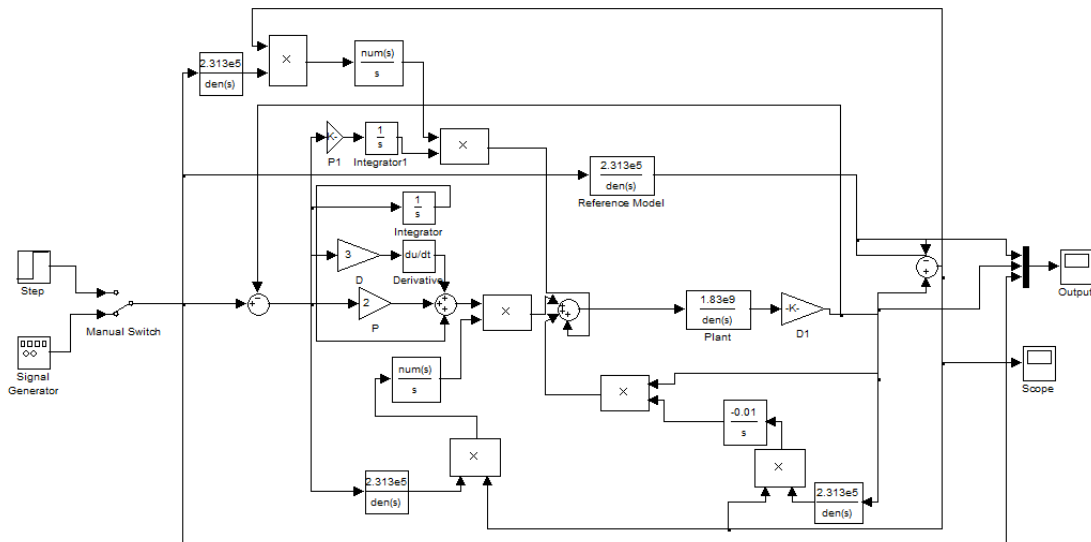 2.313e5
den(s)
×
num(s)
s
-K-
P1
1
s
Integrator1
×
2.313e5
den(s)
Reference Model
1
s
Integrator
3
D
du/dt
Derivative
Step
Manual Switch
Signal
Generator
2
P
×
1.83e9
den(s)
Plant
-K-
D1
Output
Scope
num(s)
s
×
-0.01
s
×
×
2.313e5
den(s)
2.313e5
den(s)